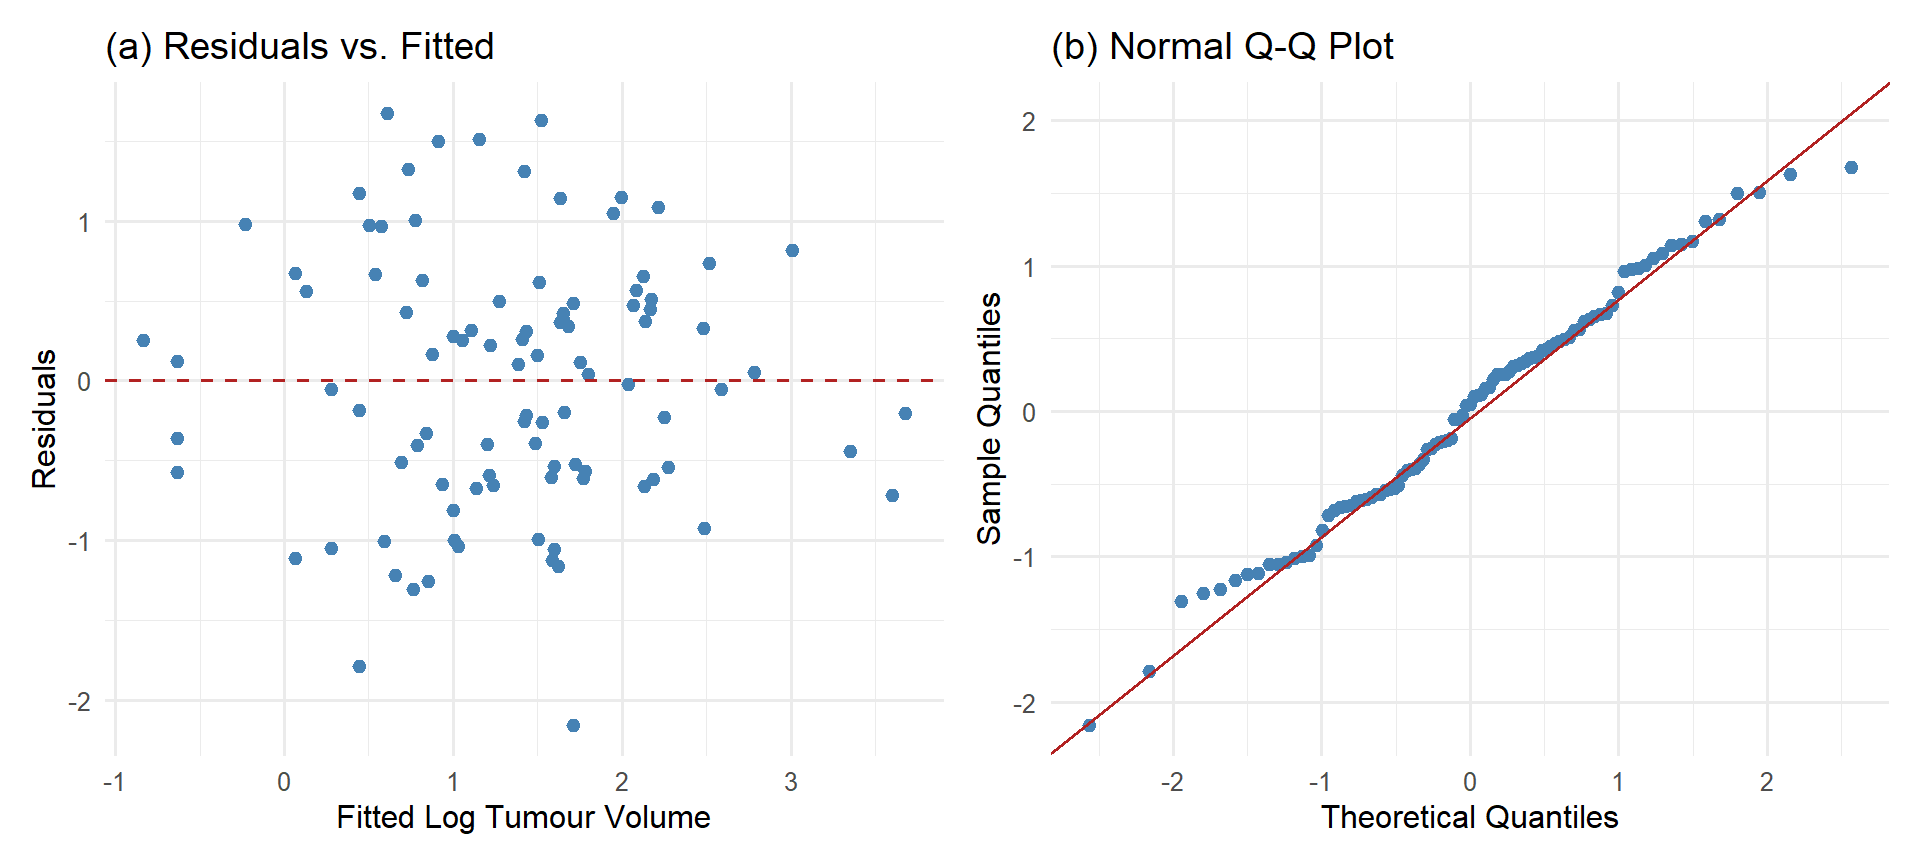 (a) Residuals vs. Fitted
Residuals
1
0
-1
-2
-1 0 1 2 3
Fitted Log Tumour Volume
(b) Normal Q-Q Plot
Sample Quantiles
2
1
0
-1
-2
-2 -1 0 1 2
Theoretical Quantiles